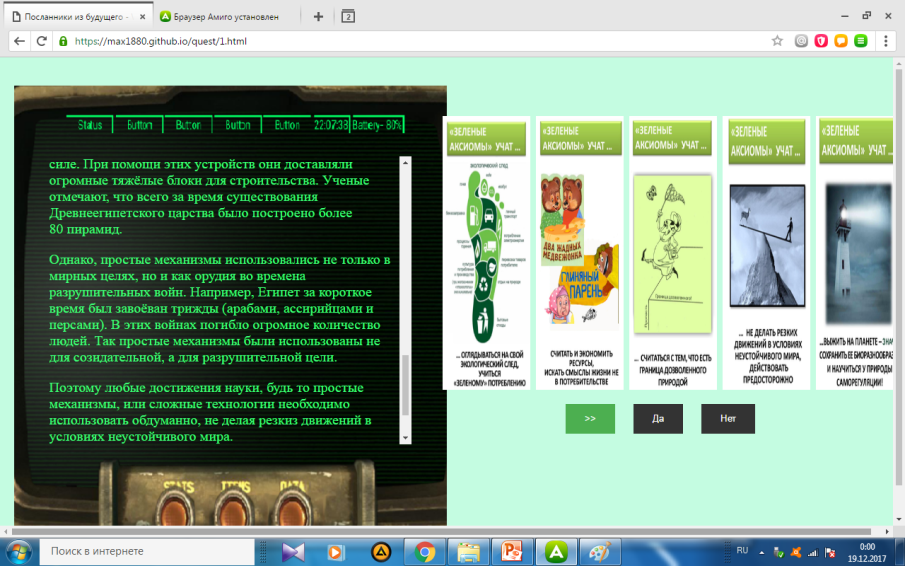 Посланники из будущего -
Браузер Амиго установлен
2
https://max1880.github.io/quest/1.html
Status Button Button Button Button 22:07:38 Battery- 80%
силе. При помощи этих устройств они доставляли
огромные тяжёлые блоки для строительства. Ученые
отмечают, что всего за время существования
Древнеегипетского царства было построено более
80 пирамид.
Однако, простые механизмы использовались не только в
мирных целях, но и как орудия во времена
разрушительных войн. Например, Египет за короткое
время был завоёван трижды (арабами, ассирийцами и
персами). В этих войнах погибло огромное количество
людей. Так простые механизмы были использованы не
для созидательной, а для разрушительной цели.
Поэтому любые достижения науки, будь то простые
механизмы, или сложные технологии необходимо
использовать обдуманно, не делая резкиз движений в
условиях неустойчивого мира.
STATS ITEMS DATA
«ЗЕЛЕНЫЕ
АКСИОМЫ» УЧАТ ...
ЭКОЛОГИЧЕСКИЙ СЛЕД
... ОГЛЯДЫВАТЬСЯ НА СВОЙ
ЭКОЛОГИЧЕСКИЙ СЛЕД,
УЧИТЬСЯ
«ЗЕЛЕНОМУ» ПОТРЕБЛЕНИЮ
«ЗЕЛЕНЫЕ
АКСИОМЫ» УЧАТ ...
ДВА ЖАДНЫХ
МЕДВЕЖОНКА
ГЛИНЯНЫЙ
ПАРЕНЬ
СЧИТАТЬ И ЭКОНОМИТЬ
РЕСУРСЫ,
ИСКАТЬ СМЫСЛЫ ЖИЗНИ НЕ
В ПОТРЕБИТЕЛЬСТВЕ
«ЗЕЛЕНЫЕ
АКСИОМЫ» УЧАТ ...
... СЧИТАТЬСЯ С ТЕМ, ЧТО ЕСТЬ
ГРАНИЦА ДОЗВОЛЕННОГО
ПРИРОДОЙ
«ЗЕЛЕНЫЕ
АКСИОМЫ» УЧАТ ...
... НЕ ДЕЛАТЬ РЕЗКИХ
ДВИЖЕНИЙ В УСЛОВИЯХ
НЕУСТОЙЧИВОГО МИРА,
ДЕЙСТВОВАТЬ
ПРЕДОСТОРОЖНО
«ЗЕЛЕНЫЕ
АКСИОМЫ» УЧАТ ...
...ВЫЖИТЬ НА ПЛАНЕТЕ – ЗНАЧ
СОХРАНИТЬ ЕЕ БИОРАЗНООБРАЗ
И НАУЧИТЬСЯ У ПРИРОДЫ
САМОРЕГУЛЯЦИИ!
>> Да Нет
Поиск в интернете
RU
0:00
19.12.2017